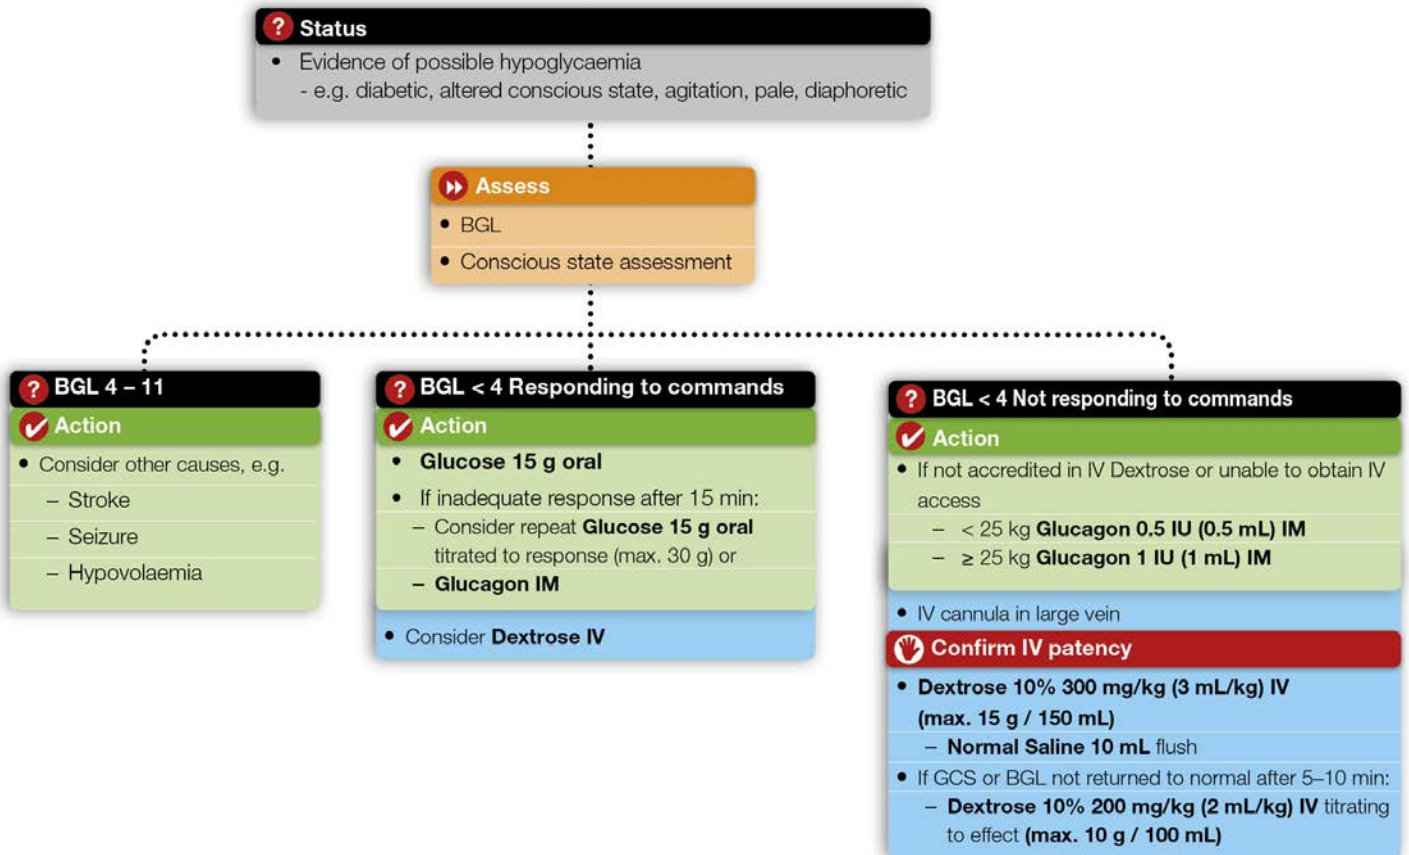 ? Status
• Evidence of possible hypoglycaemia
- e.g. diabetic, altered conscious state, agitation, pale, diaphoretic
Assess
• BGL
• Conscious state assessment
? BGL 4 – 11
Action
• Consider other causes, e.g.
– Stroke
– Seizure
– Hypovolaemia
? BGL < 4 Responding to commands
Action
• Glucose 15 g oral
• If inadequate response after 15 min:
– Consider repeat Glucose 15 g oral
titrated to response (max. 30 g) or
– Glucagon IM
• Consider Dextrose IV
? BGL < 4 Not responding to commands
Action
• If not accredited in IV Dextrose or unable to obtain IV
access
– < 25 kg Glucagon 0.5 IU (0.5 mL) IM
– ≥ 25 kg Glucagon 1 IU (1 mL) IM
• IV cannula in large vein
Confirm IV patency
• Dextrose 10% 300 mg/kg (3 mL/kg) IV
(max. 15 g / 150 mL)
– Normal Saline 10 mL flush
• If GCS or BGL not returned to normal after 5–10 min:
– Dextrose 10% 200 mg/kg (2 mL/kg) IV titrating
to effect (max. 10 g / 100 mL)